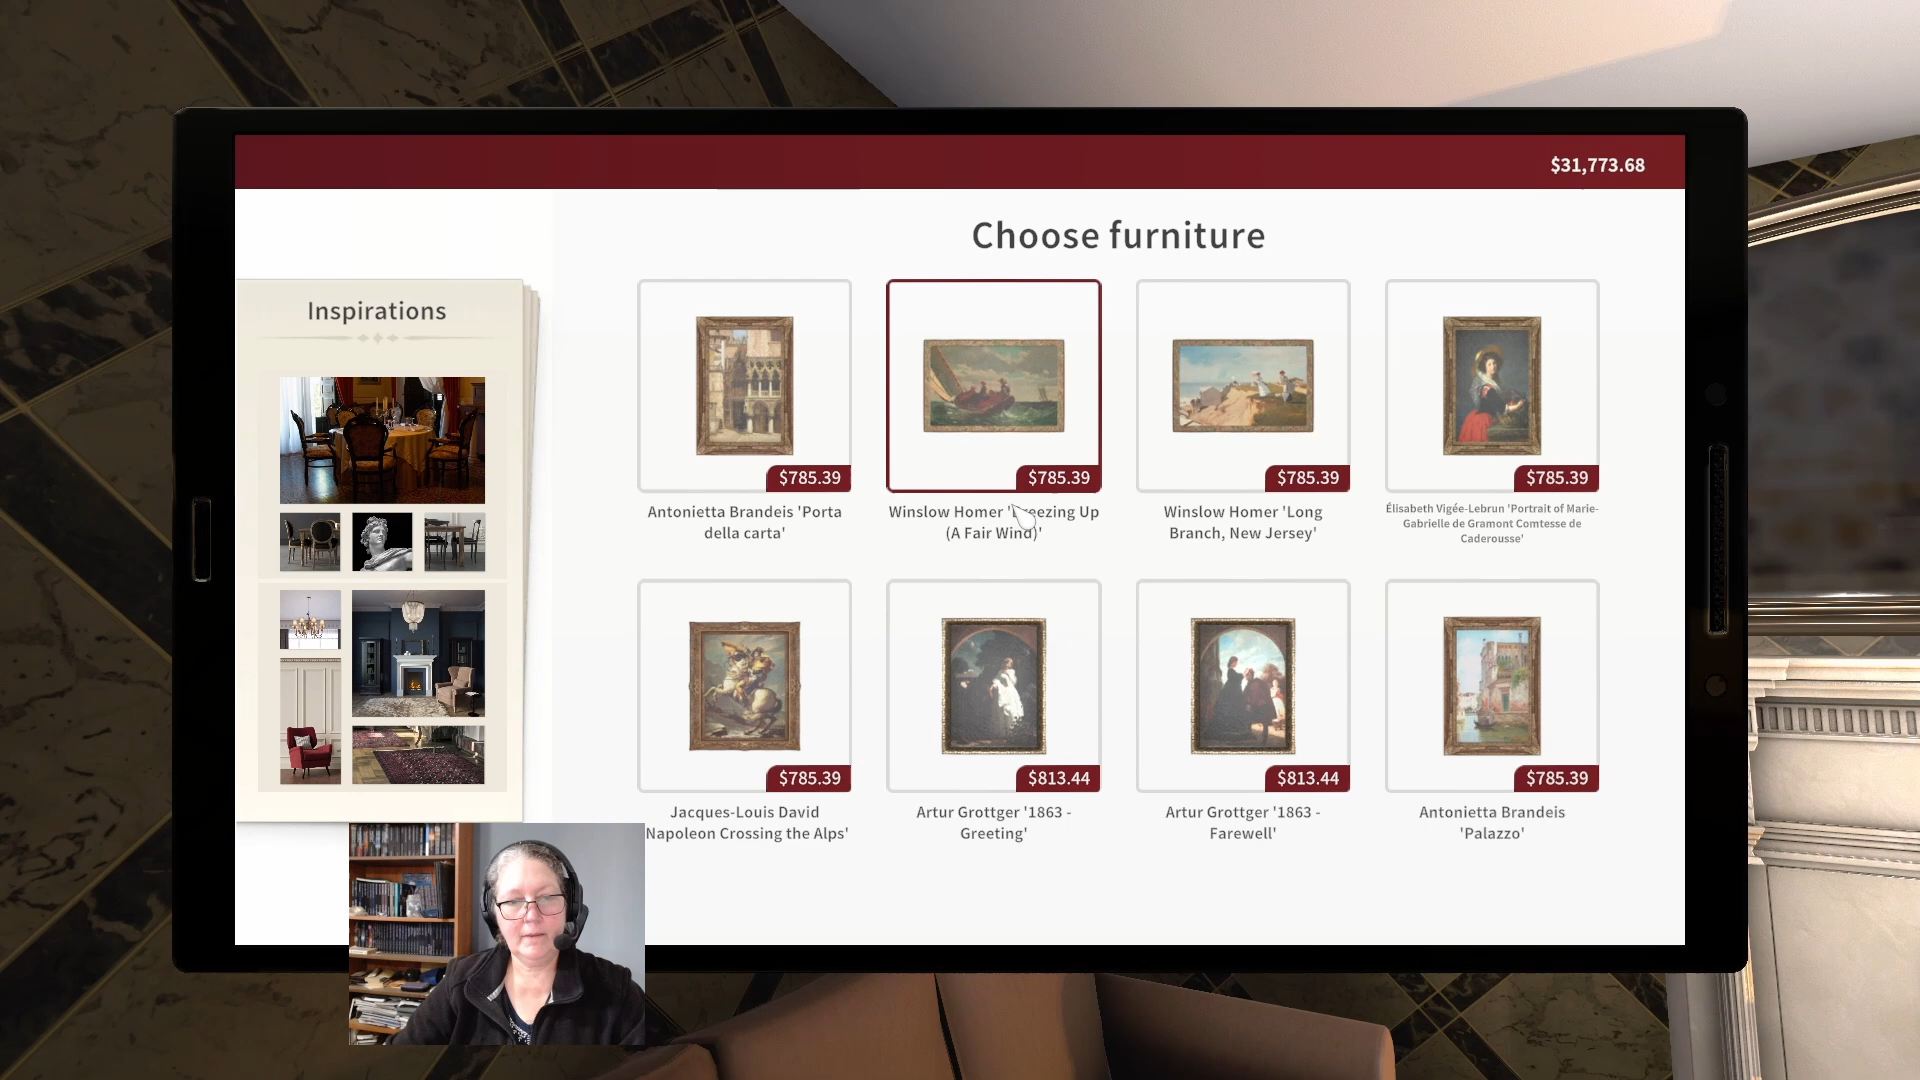 $31,773.68
Choose furniture
Inspirations
$785.39
$785.39
$785.39
$785.39
Antonietta Brandeis 'Porta
della carta'
Winslow Homer 'Breezing Up
(A Fair Wind)'
Winslow Homer 'Long
Branch, New Jersey'
Élisabeth Vigée-Lebrun 'Portrait of Marie-
Gabrielle de Gramont Comtesse de
Caderousse'
$785.39
$813.44
$813.44
$785.39
Jacques-Louis David
Napoleon Crossing the Alps'
Artur Grottger '1863 -
Greeting'
Artur Grottger '1863 -
Farewell'
Antonietta Brandeis
'Palazzo'